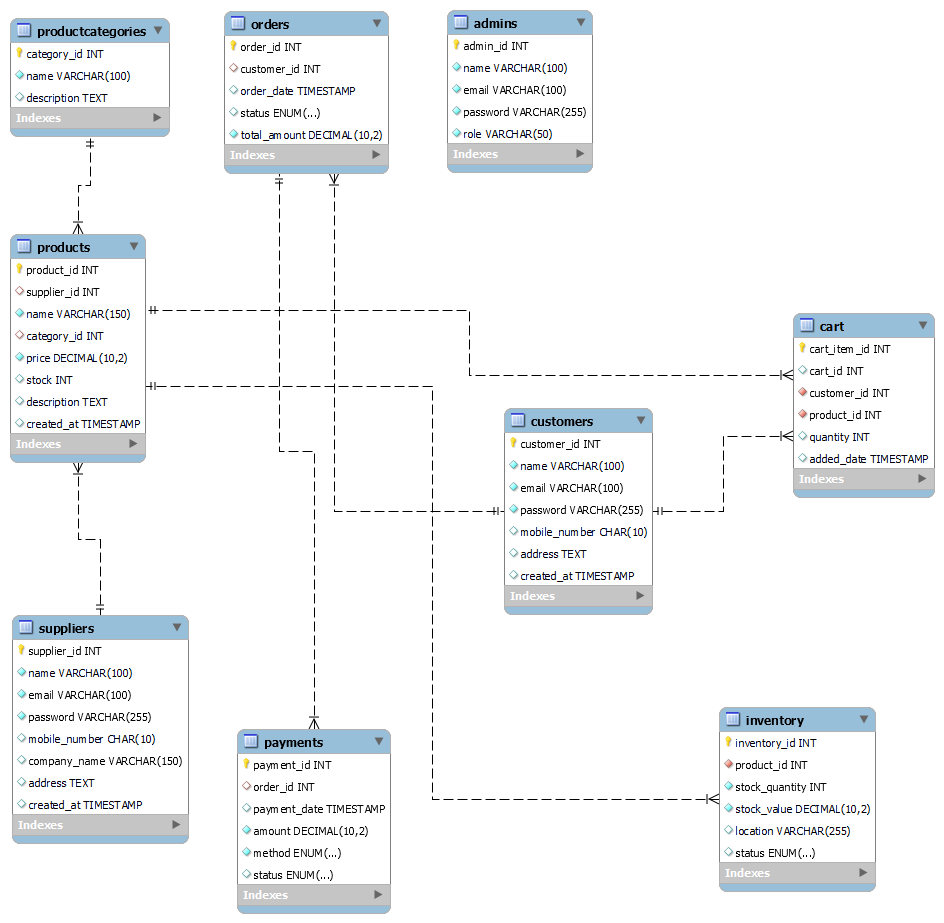 productcategories
category_id INT
name VARCHAR(100)
description TEXT
Indexes
orders
order_id INT
customer_id INT
order_date TIMESTAMP
status ENUM(...)
total_amount DECIMAL(10,2)
Indexes
admins
admin_id INT
name VARCHAR(100)
email VARCHAR(100)
password VARCHAR(255)
role VARCHAR(50)
Indexes
products
product_id INT
supplier_id INT
name VARCHAR(150)
category_id INT
price DECIMAL(10,2)
stock INT
description TEXT
created_at TIMESTAMP
Indexes
cart
cart_item_id INT
cart_id INT
customer_id INT
product_id INT
quantity INT
added_date TIMESTAMP
Indexes
customers
customer_id INT
name VARCHAR(100)
email VARCHAR(100)
password VARCHAR(255)
mobile_number CHAR(10)
address TEXT
created_at TIMESTAMP
Indexes
suppliers
supplier_id INT
name VARCHAR(100)
email VARCHAR(100)
password VARCHAR(255)
mobile_number CHAR(10)
company_name VARCHAR(150)
address TEXT
created_at TIMESTAMP
Indexes
payments
payment_id INT
order_id INT
payment_date TIMESTAMP
amount DECIMAL(10,2)
method ENUM(...)
status ENUM(...)
Indexes
inventory
inventory_id INT
product_id INT
stock_quantity INT
stock_value DECIMAL(10,2)
location VARCHAR(255)
status ENUM(...)
Indexes